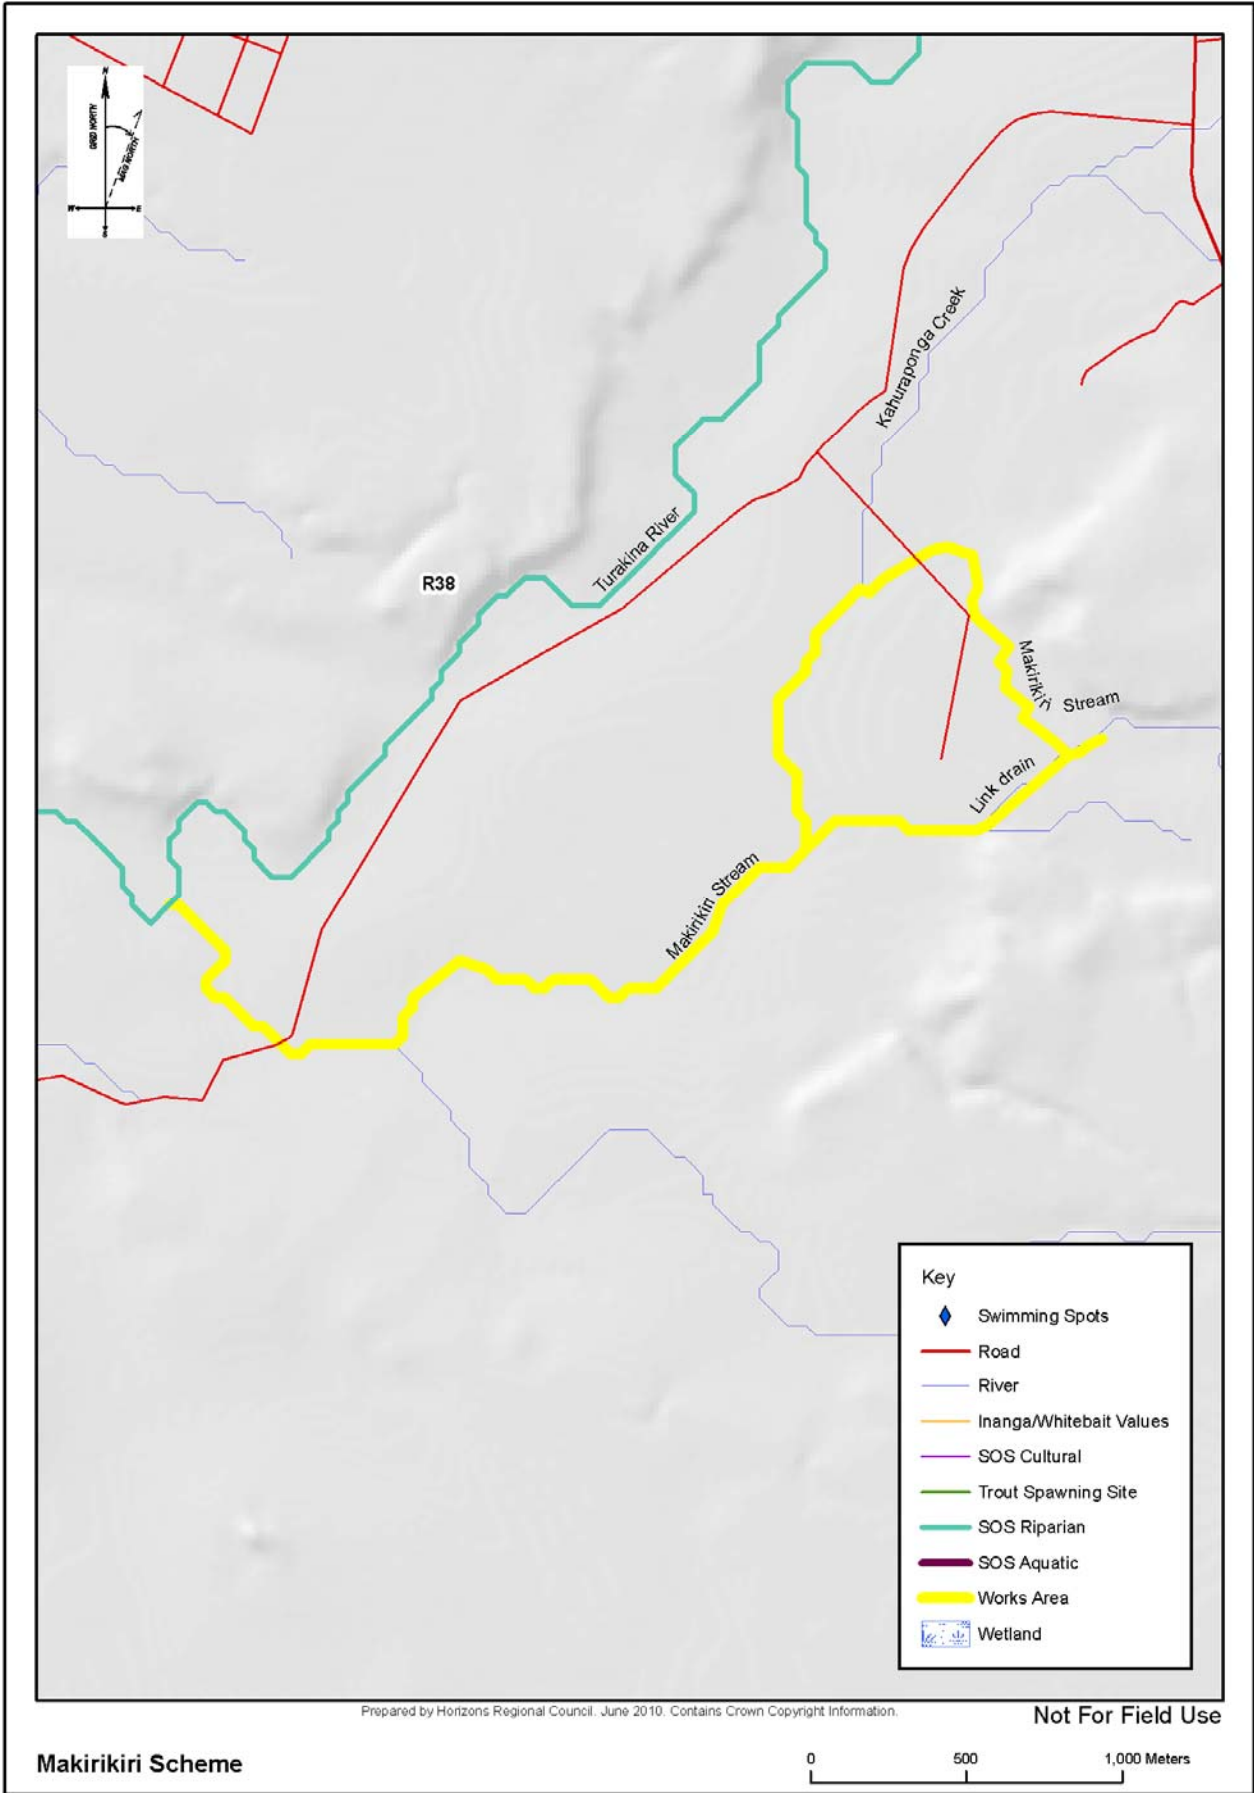 N
GRID NORTH
W
E
S
Kahuraponga Creek
Turakina River
R38
Makirikiri Stream
Link drain
Makirikiri Stream
Key
Swimming Spots
Road
River
Inanga/Whitebait Values
SOS Cultural
Trout Spawning Site
SOS Riparian
SOS Aquatic
Works Area
Wetland
Prepared by Horizons Regional Council. June 2010. Contains Crown Copyright Information.
Not For Field Use
Makirikiri Scheme
0 500 1,000 Meters